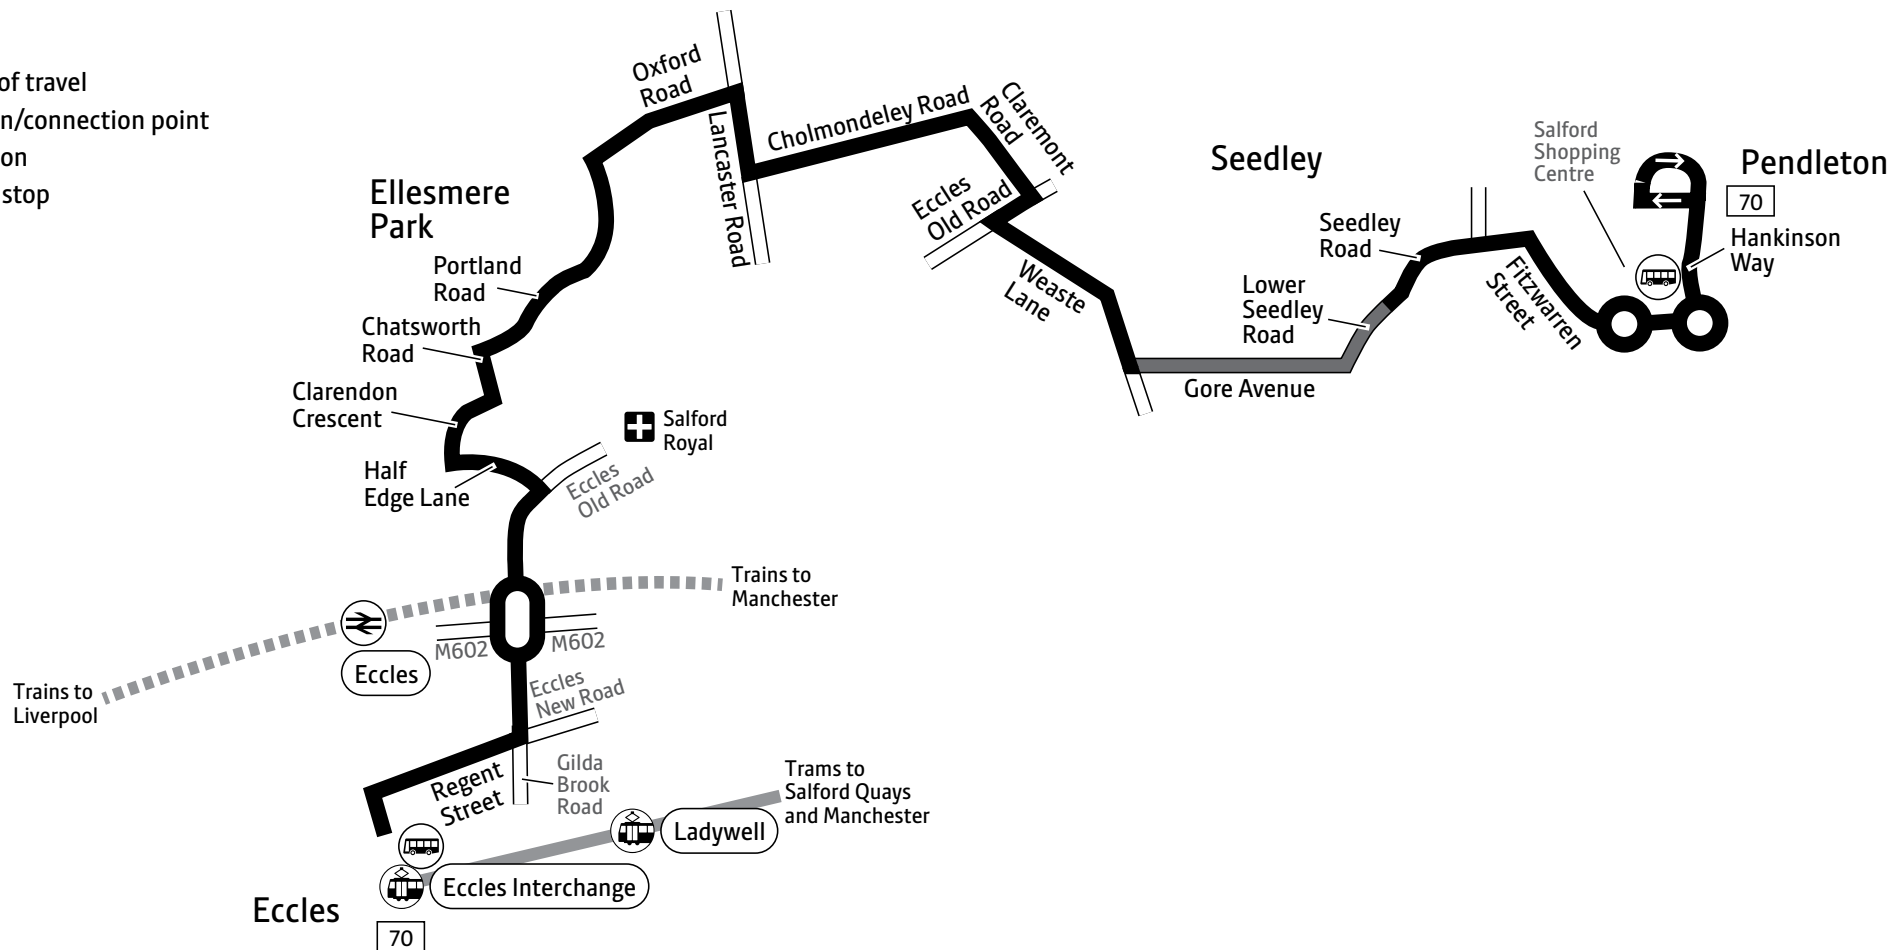 of travel
n/connection point
on
stop
Oxford
Road
Lancaster Road
Cholmondeley Road
Claremont
Road
Eccles
Old Road
Weaste
Lane
Ellesmere
Park
Portland
Road
Chatsworth
Road
Clarendon
Crescent
Half
Edge Lane
Salford
Royal
Eccles
Old Road
Seedley
Seedley
Road
Lower
Seedley
Road
Gore Avenue
Fitzwarren
Street
Salford
Shopping
Centre
Pendleton
70
Hankinson
Way
Trains to
Manchester
M602
M602
Eccles
Trains to
Liverpool
Eccles
New Road
Regent
Street
Gilda
Brook
Road
Trams to
Salford Quays
and Manchester
Ladywell
Eccles Interchange
Eccles
70